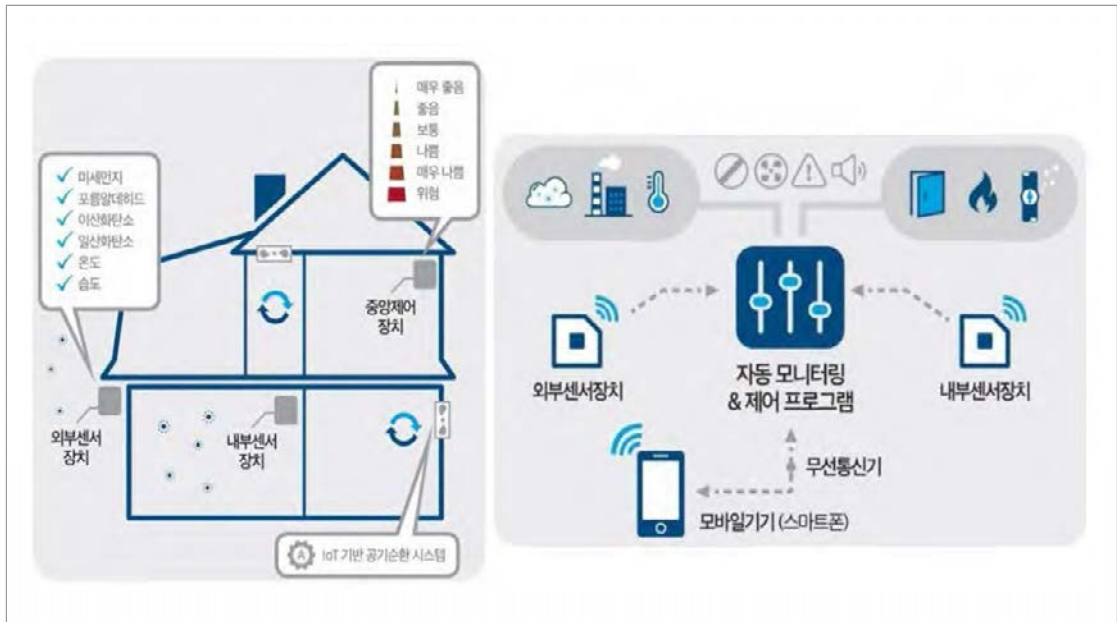 매우 좋음
좋음
보통
나쁨
매우 나쁨
위험
미세먼지
포름알데히드
이산화탄소
일산화탄소
온도
습도
중앙제어
장치
외부센서
장치
내부센서
장치
A
IoT 기반 공기순환 시스템
외부센서장치
자동 모니터링
& 제어 프로그램
내부센서장치
무선통신기
모바일기기 (스마트폰)